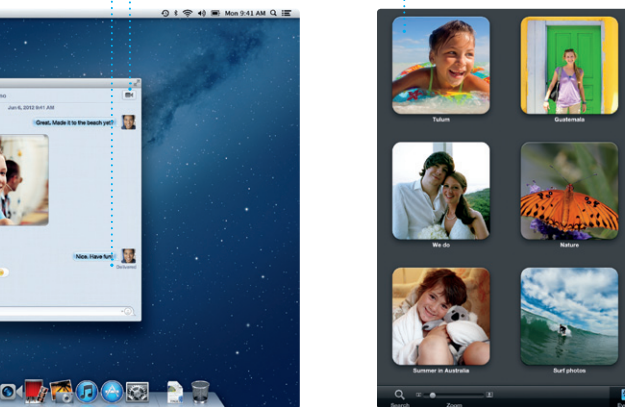 Mon 9:41 AM
Jun 6, 2012 9:41 AM
Great. Made it to the beach yet?
Nice. Have fun!
Delivered
Tulum
Guatemala
We do
Nature
Summer in Australia
Surf photos
Search
Zoom